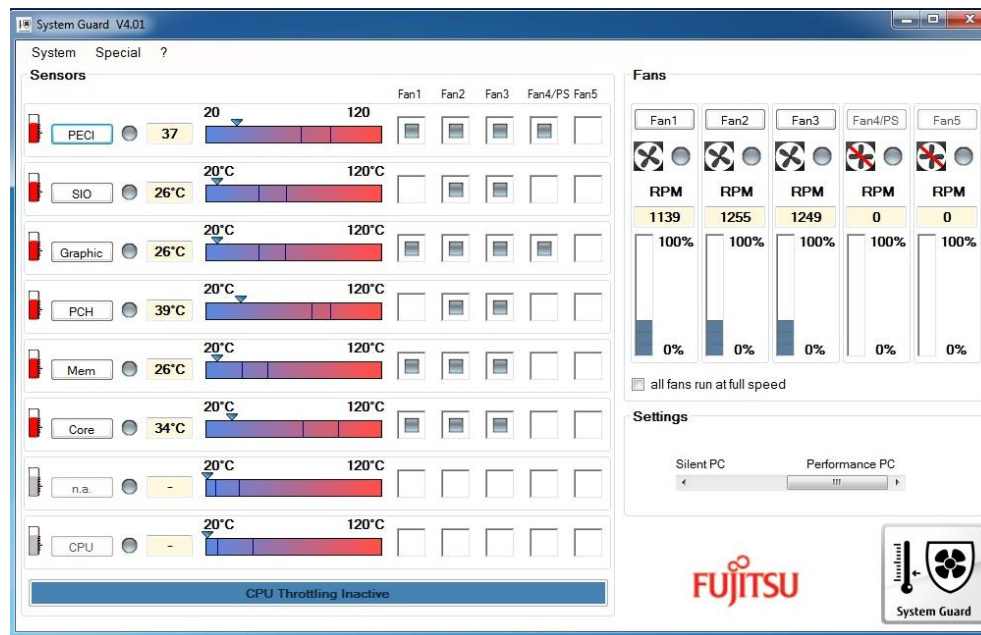 System Guard V4.01
System Special ?
Sensors
Fan1 Fan2 Fan3 Fan4/PS Fan5
PECI 37 20 120
SIO 26°C 20°C 120°C
Graphic 26°C 20°C 120°C
PCH 39°C 20°C 120°C
Mem 26°C 20°C 120°C
Core 34°C 20°C 120°C
n.a. - 20°C 120°C
CPU - 20°C 120°C
CPU Throttling Inactive
Fans
Fan1 Fan2 Fan3 Fan4/PS Fan5
RPM RPM RPM RPM RPM
1139 1255 1249 0 0
100% 100% 100% 100% 100%
0% 0% 0% 0% 0%
all fans run at full speed
Settings
Silent PC Performance PC
FUJITSU
System Guard